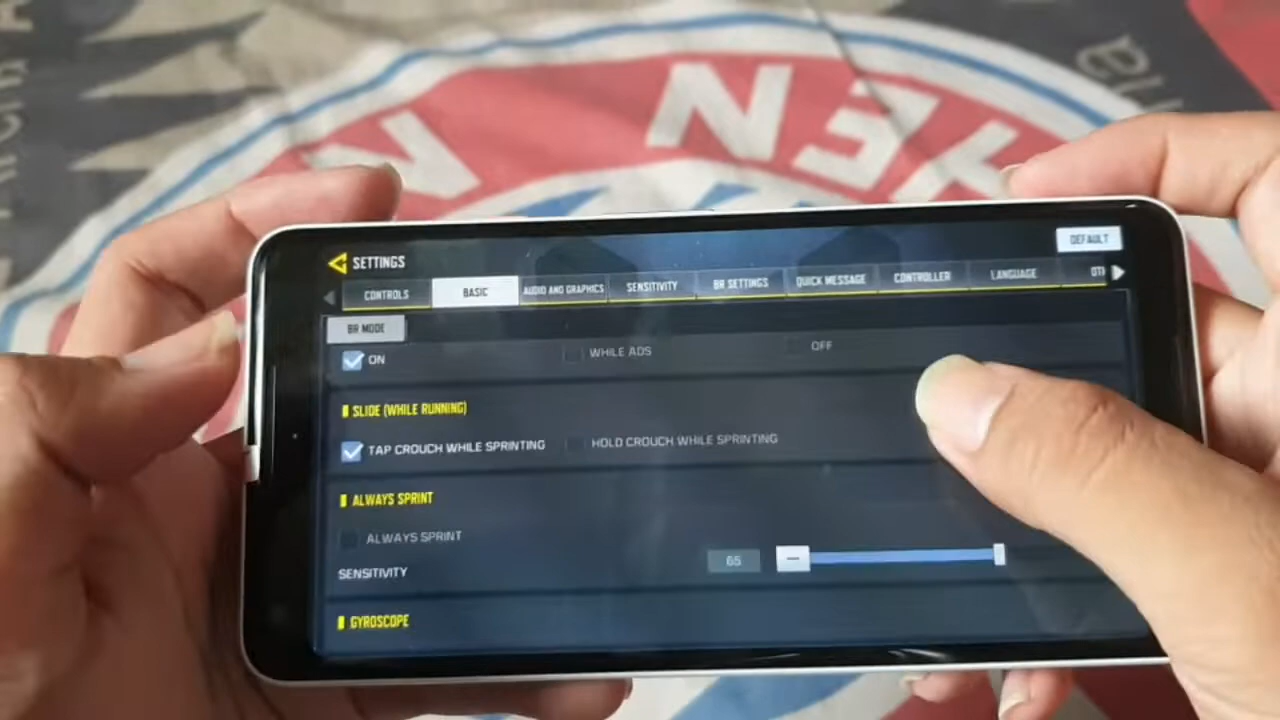 SETTINGS
DEFAULT
CONTROLS
BASIC
AUDIO AND GRAPHICS
SENSITIVITY
BR SETTINGS
QUICK MESSAGE
CONTROLLER
LANGUAGE
BR MODE
ON
WHILE ADS
OFF
SLIDE (WHILE RUNNING)
TAP CROUCH WHILE SPRINTING
HOLD CROUCH WHILE SPRINTING
ALWAYS SPRINT
ALWAYS SPRINT
SENSITIVITY
65
GYROSCOPE